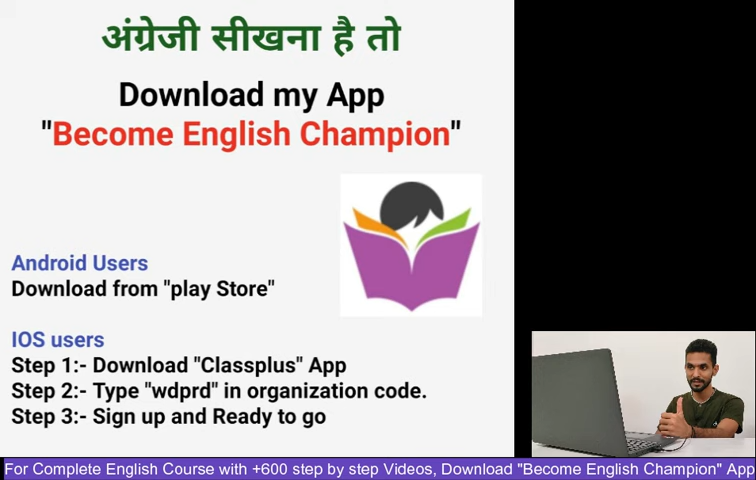 अंग्रेजी सीखना है तो
Download my App
"Become English Champion"
Android Users
Download from "play Store"
IOS users
Step 1:- Download "Classplus" App
Step 2:- Type "wdprd" in organization code.
Step 3:- Sign up and Ready to go
For Complete English Course with +600 step by step Videos, Download "Become English Champion" App